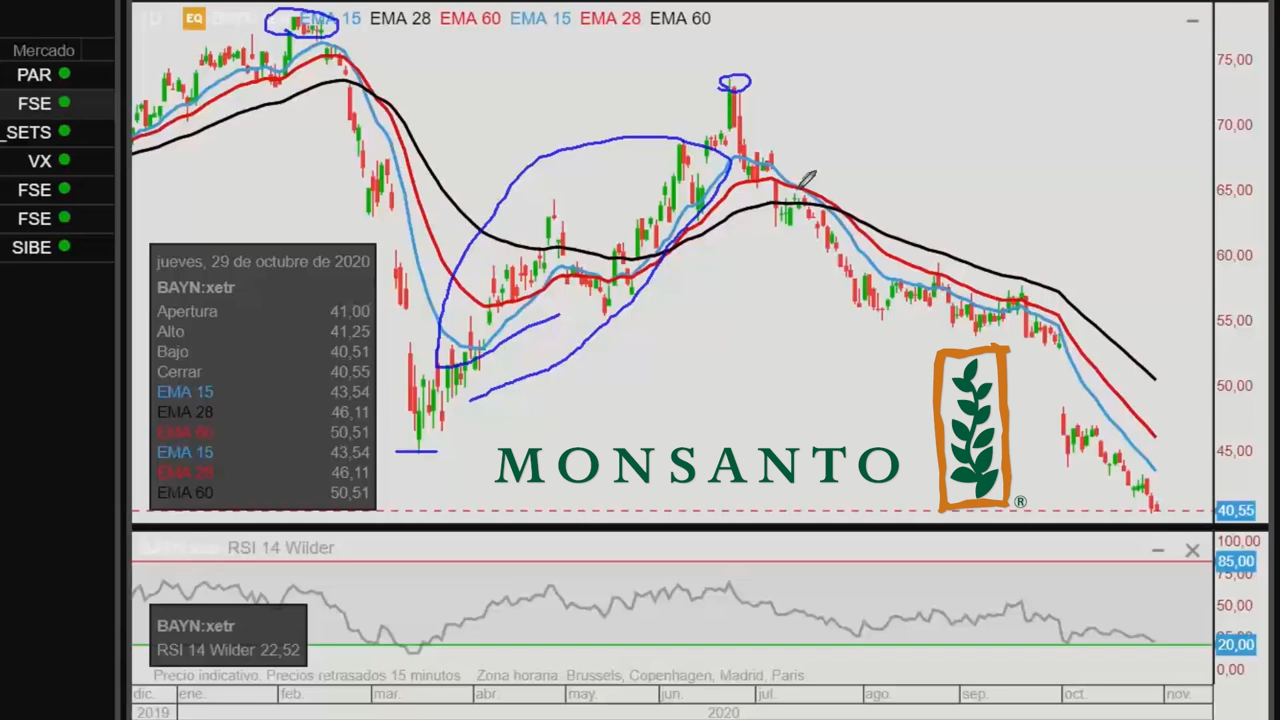 EQ EMA 15 EMA 28 EMA 60 EMA 15 EMA 28 EMA 60
Mercado
PAR
FSE
_SETS
VX
FSE
FSE
SIBE
75,00
70,00
65,00
60,00
55,00
50,00
45,00
40,55
jueves, 29 de octubre de 2020
BAYN:xetr
Apertura 41,00
Alto 41,25
Bajo 40,51
Cerrar 40,55
EMA 15 43,54
EMA 28 46,11
EMA 60 50,51
EMA 15 43,54
EMA 28 46,11
EMA 60 50,51
MONSANTO ®
RSI 14 Wilder
100,00
85,00
75,00
50,00
20,00
0,00
BAYN:xetr
RSI 14 Wilder 22,52
Precio indicativo. Precios retrasados 15 minutos Zona horana Brussels, Copenhagen, Madrid, Paris
dic. ene. feb. mar. abr. may. jun. jul. ago. sep. oct. nov.
2019 2020